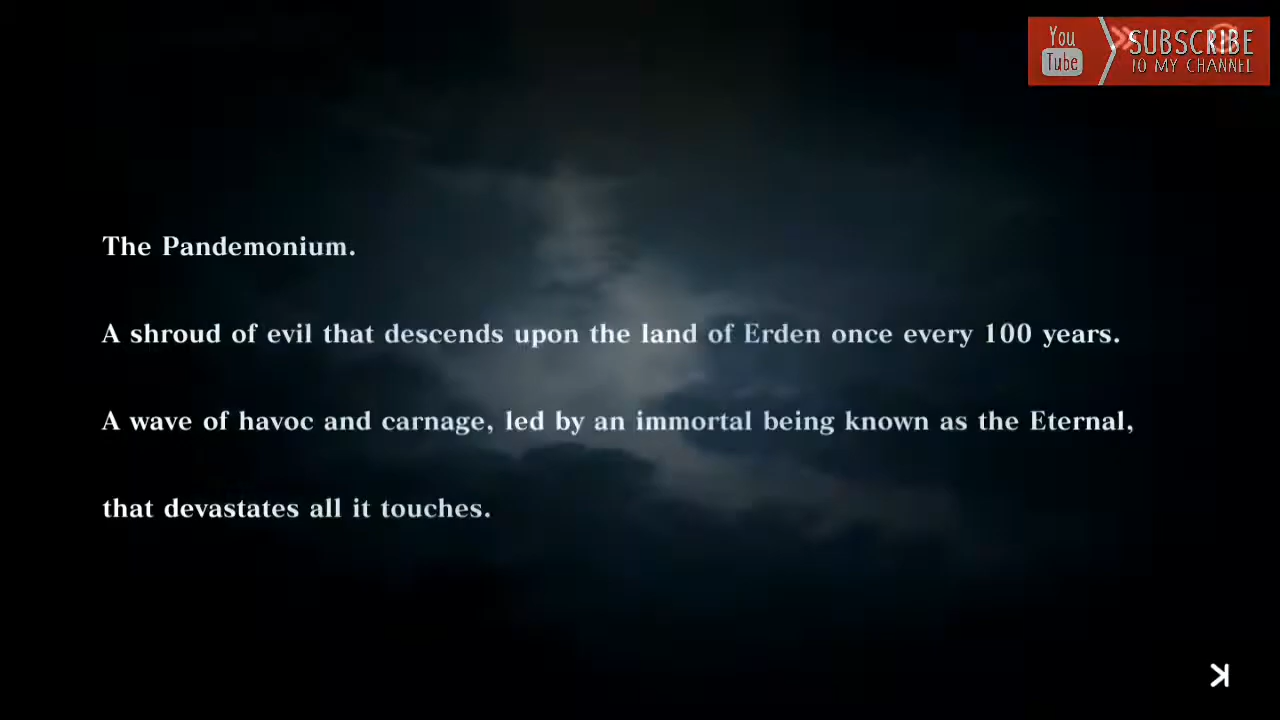 You
Tube
SUBSCRIBE
TO MY CHANNEL
The Pandemonium.
A shroud of evil that descends upon the land of Erden once every 100 years.
A wave of havoc and carnage, led by an immortal being known as the Eternal,
that devastates all it touches.